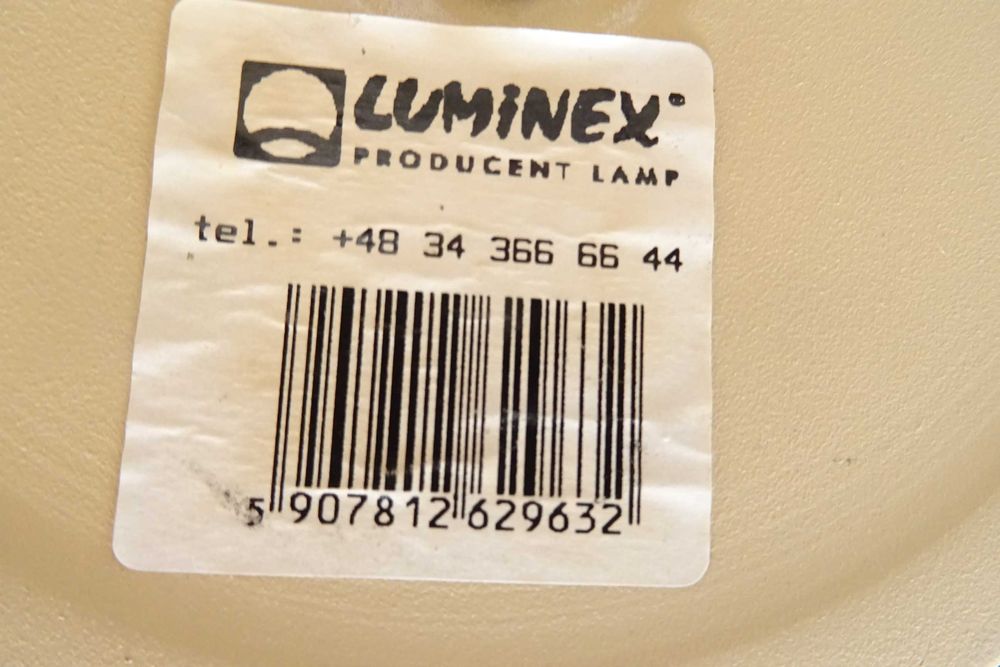 LUMiNEX®
PRODUCENT LAMP
tel.: +48 34 366 66 44
5 907812 629632